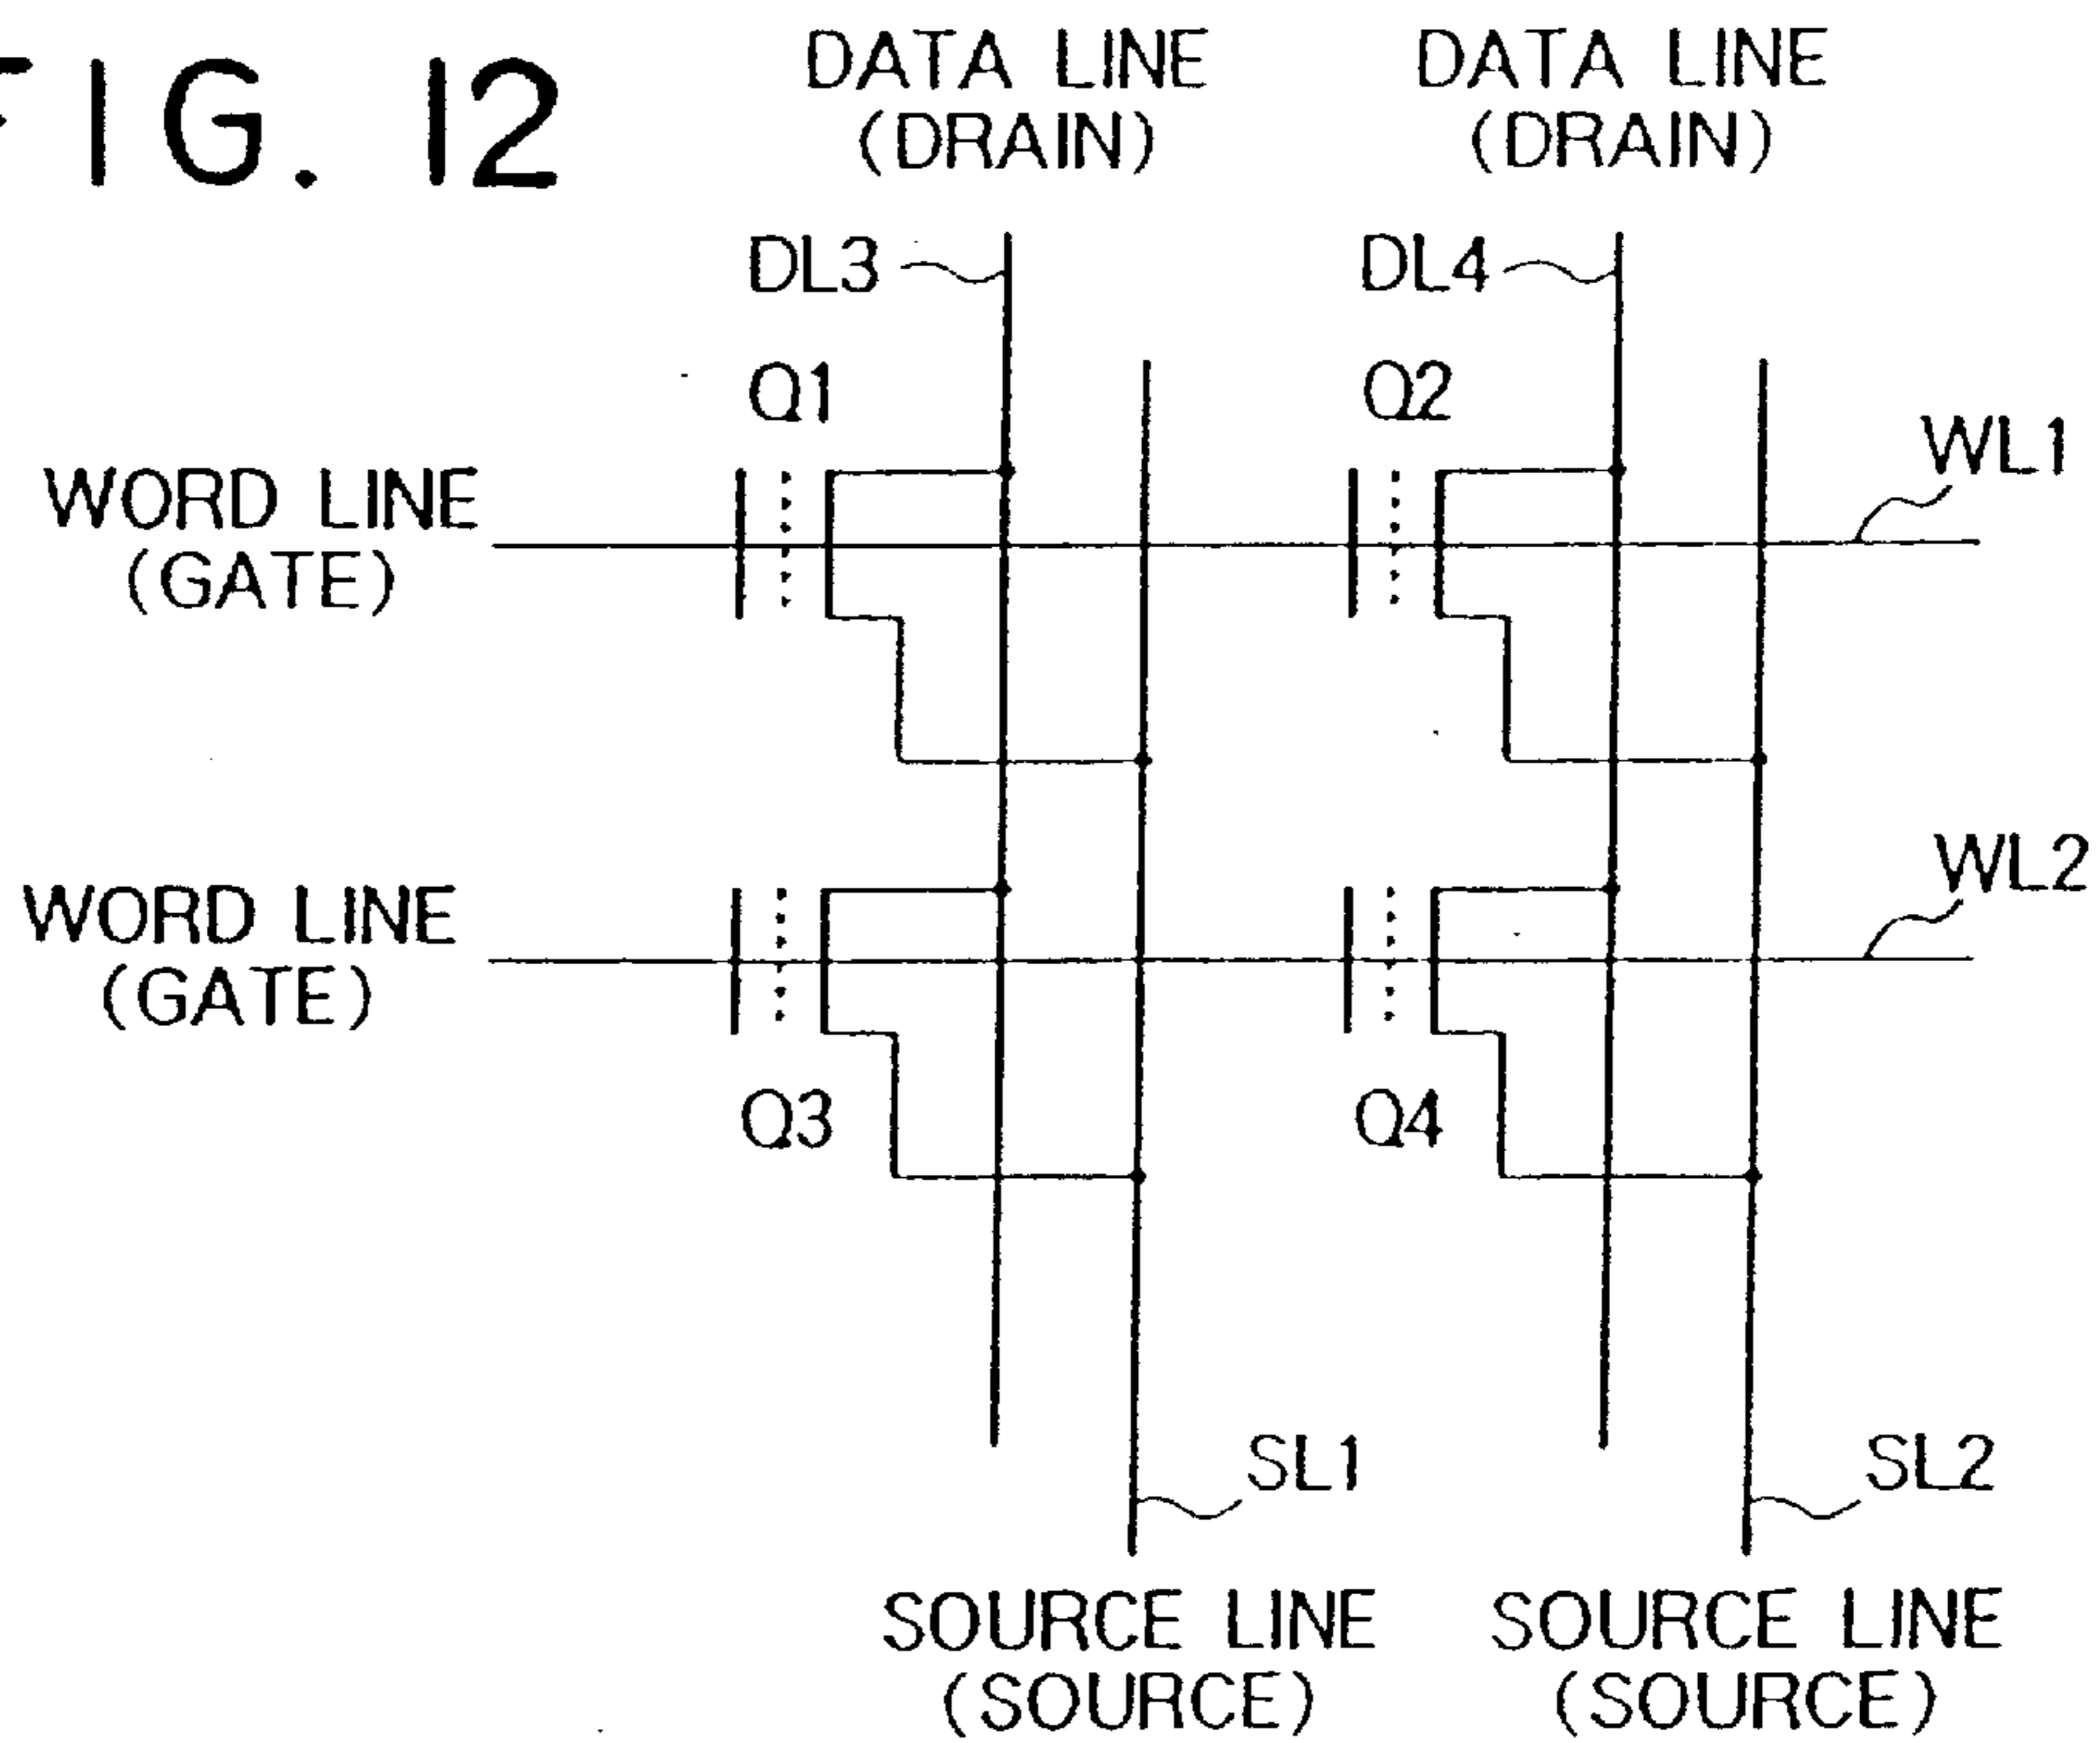 FIG. 12
DATA LINE
(DRAIN)
DATA LINE
(DRAIN)
DL3
DL4
Q1
Q2
WL1
WORD LINE
(GATE)
WL2
WORD LINE
(GATE)
Q3
Q4
SL1
SL2
SOURCE LINE
(SOURCE)
SOURCE LINE
(SOURCE)